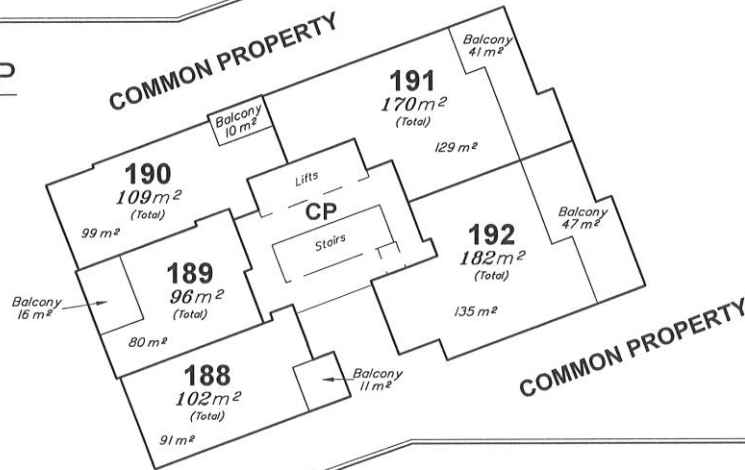 P
COMMON PROPERTY
Balcony
41 m²
191
170m²
(Total)
129 m²
Balcony
10 m²
190
109m²
(Total)
99 m²
Lifts
CP
Stairs
192
182m²
(Total)
135 m²
Balcony
47 m²
189
96m²
(Total)
80 m²
Balcony
16 m²
188
102m²
(Total)
91 m²
Balcony
11 m²
COMMON PROPERTY